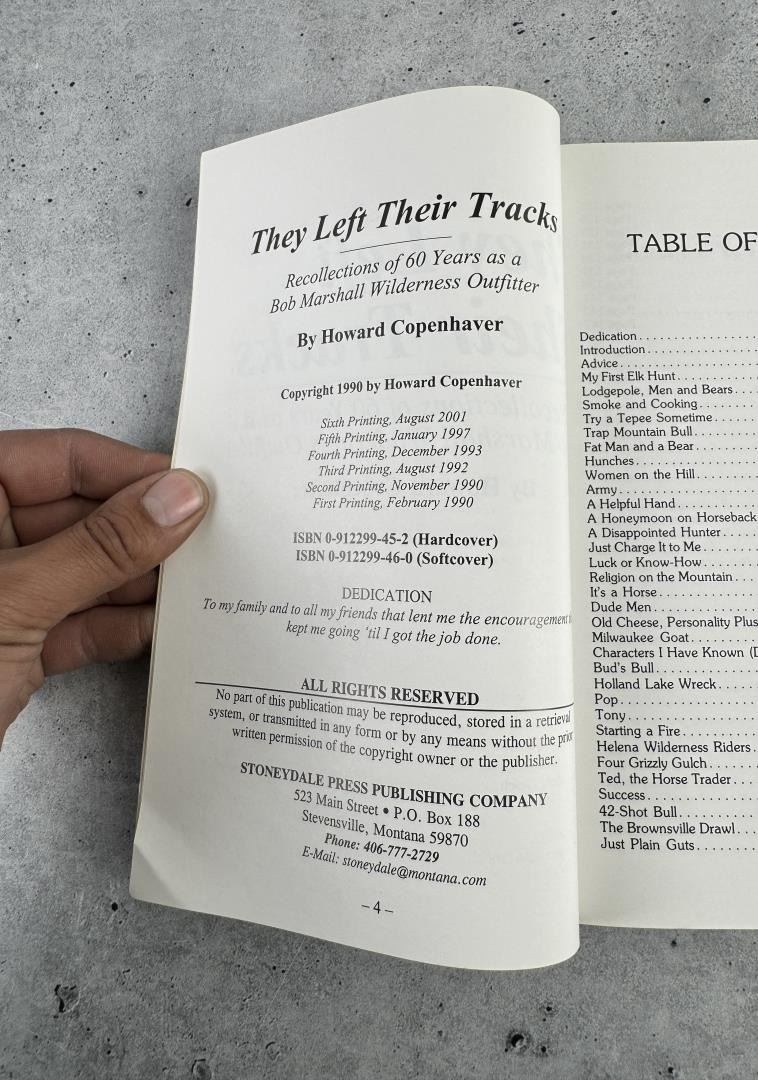 They Left Their Tracks
Recollections of 60 Years as a
Bob Marshall Wilderness Outfitter
By Howard Copenhaver
Copyright 1990 by Howard Copenhaver
Sixth Printing, August 2001
Fifth Printing, January 1997
Fourth Printing, December 1993
Third Printing, August 1992
Second Printing, November 1990
First Printing, February 1990
ISBN 0-912299-45-2 (Hardcover)
ISBN 0-912299-46-0 (Softcover)
DEDICATION
To my family and to all my friends that lent me the encouragement
kept me going ‘til I got the job done.
ALL RIGHTS RESERVED
No part of this publication may be reproduced, stored in a retrieval
system, or transmitted in any form or by any means without the prior
written permission of the copyright owner or the publisher.
STONEYDALE PRESS PUBLISHING COMPANY
523 Main Street • P.O. Box 188
Stevensville, Montana 59870
Phone: 406-777-2729
E-Mail: stoneydale@montana.com
– 4 –
TABLE OF
Dedication . . . . . . . . . . . . . . .
Introduction . . . . . . . . . . . . . .
Advice . . . . . . . . . . . . . . . . . .
My First Elk Hunt . . . . . . . . . .
Lodgepole, Men and Bears . . .
Smoke and Cooking . . . . . . . .
Try a Tepee Sometime . . . . . .
Trap Mountain Bull . . . . . . . .
Fat Man and a Bear . . . . . . . .
Hunches . . . . . . . . . . . . . . . .
Women on the Hill . . . . . . . . .
Army . . . . . . . . . . . . . . . . . .
A Helpful Hand . . . . . . . . . . .
A Honeymoon on Horseback
A Disappointed Hunter . . . . .
Just Charge It to Me . . . . . . .
Luck or Know-How . . . . . . . .
Religion on the Mountain . . .
It's a Horse . . . . . . . . . . . . . .
Dude Men . . . . . . . . . . . . . .
Old Cheese, Personality Plus
Milwaukee Goat . . . . . . . . . .
Characters I Have Known (
Bud's Bull . . . . . . . . . . . . . .
Holland Lake Wreck . . . . . .
Pop . . . . . . . . . . . . . . . . . .
Tony . . . . . . . . . . . . . . . . .
Starting a Fire . . . . . . . . . .
Helena Wilderness Riders .
Four Grizzly Gulch . . . . . . .
Ted, the Horse Trader . . . .
Success . . . . . . . . . . . . . . .
42-Shot Bull . . . . . . . . . . .
The Brownsville Drawl . . .
Just Plain Guts . . . . . . . . .